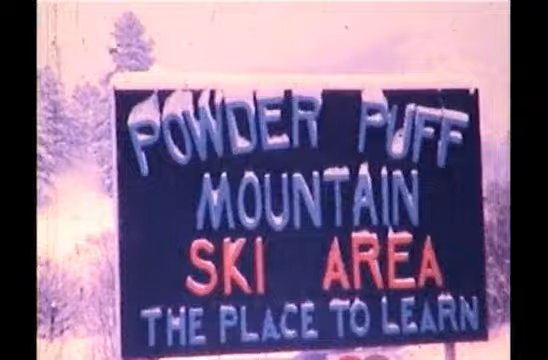 POWDER PUFF
MOUNTAIN
SKI AREA
THE PLACE TO LEARN